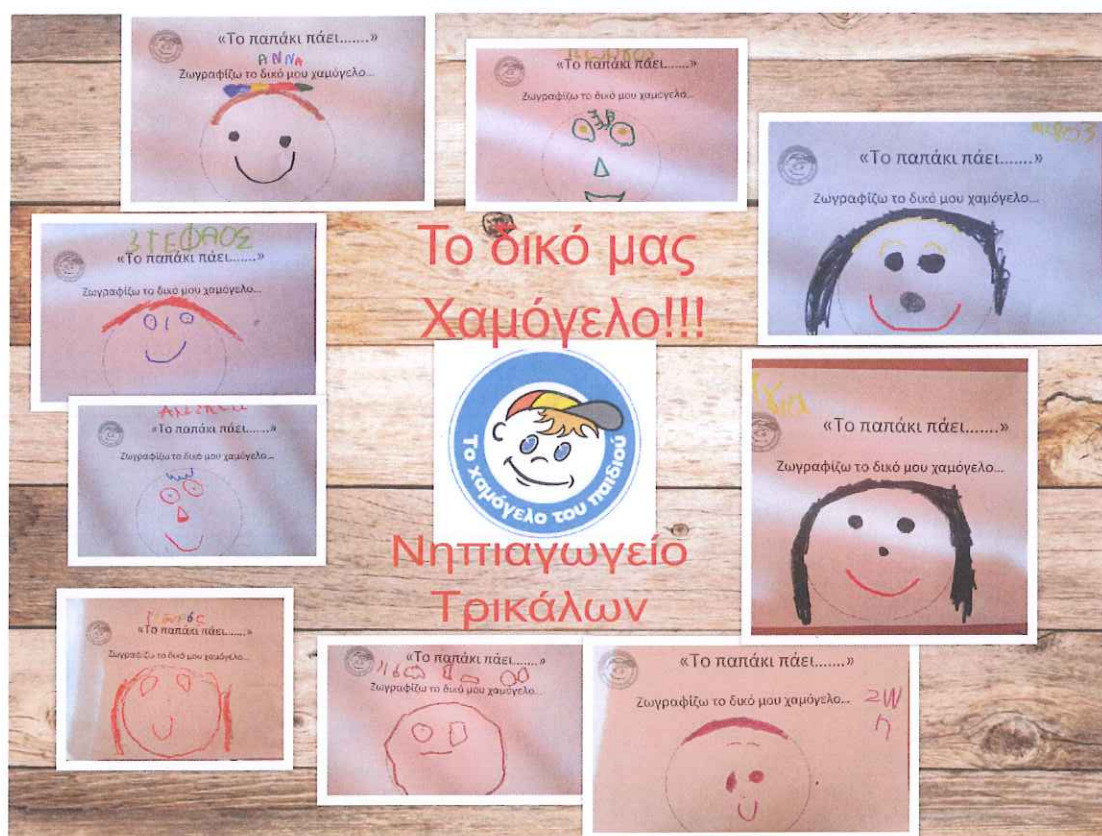 «Το παπάκι πάει.......»
ΑΝΝΑ
Ζωγραφίζω το δικό μου χαμόγελο...
«Το παπάκι πάει.......»
Ζωγραφίζω το δικό μου χαμόγελο...
«Το παπάκι πάει.......»
Ζωγραφίζω το δικό μου χαμόγελο...
ΣΤΕΦΑΟΣ
«Το παπάκι πάει.......»
Ζωγραφίζω το δικό μου χαμόγελο...
Το δικό μας
Χαμόγελο!!!
Το χαμόγελο του παιδιού
Νηπιαγωγείο
Τρικάλων
«Το παπάκι πάει.......»
Ζωγραφίζω το δικό μου χαμόγελο...
«Το παπάκι πάει.......»
Ζωγραφίζω το δικό μου χαμόγελο...
«Το παπάκι πάει.......»
Ζωγραφίζω το δικό μου χαμόγελο...
«Το παπάκι πάει.......»
Ζωγραφίζω το δικό μου χαμόγελο...
«Το παπάκι πάει.......»
Ζωγραφίζω το δικό μου χαμόγελο...
ΖΩ
η